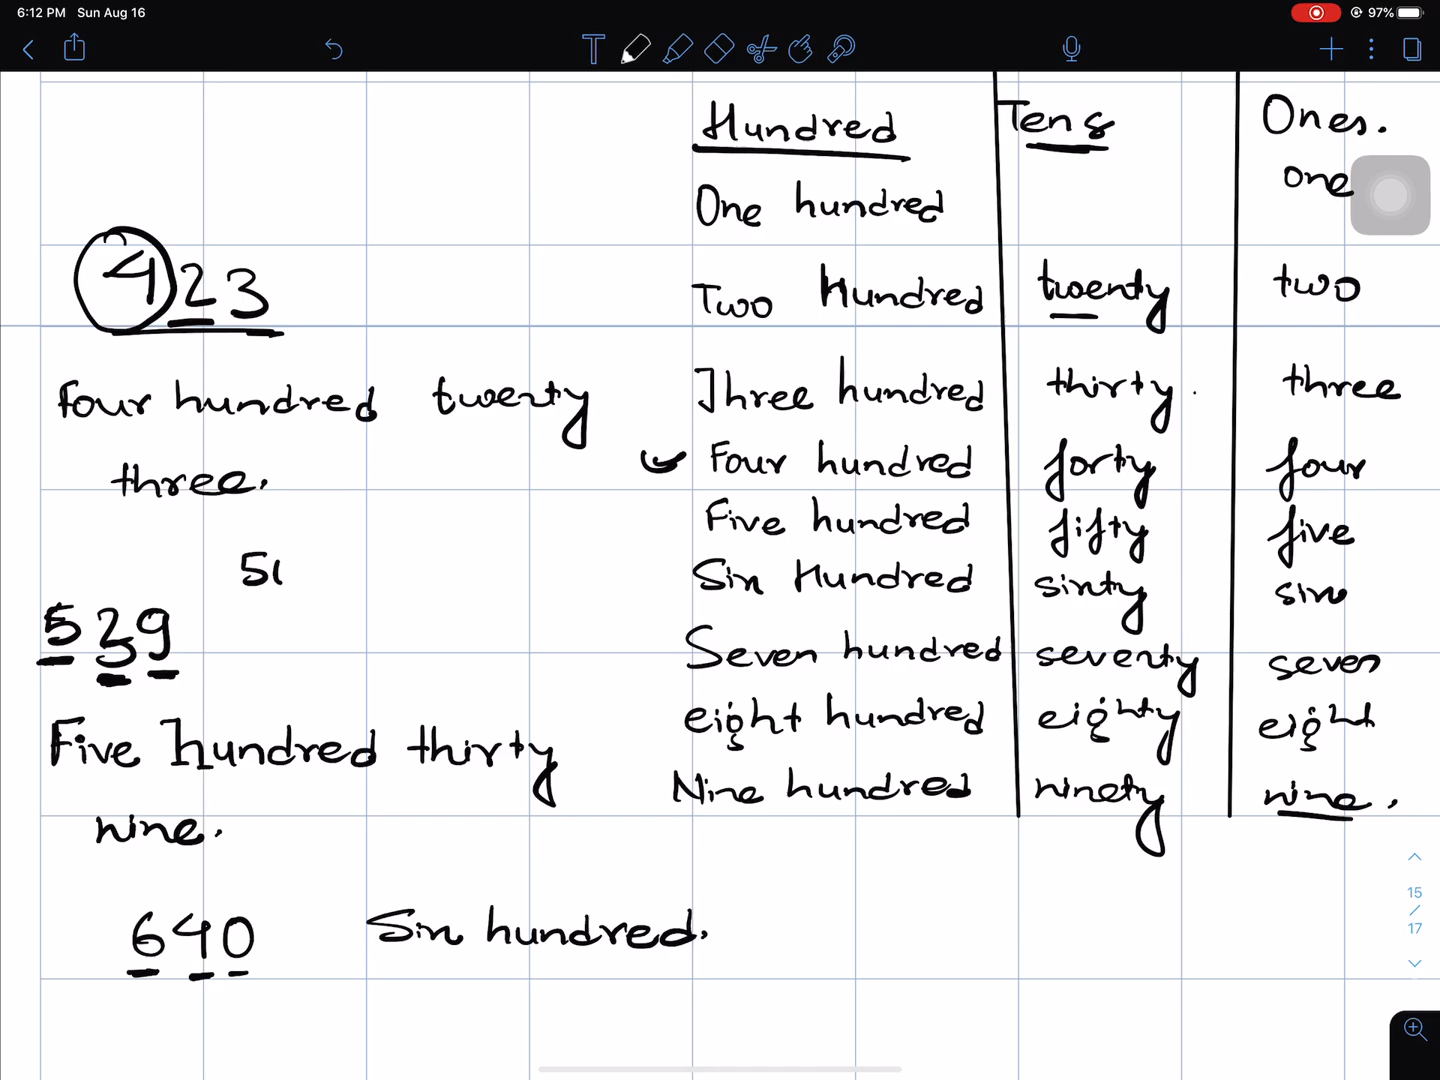 6:12 PM Sun Aug 16
97%
Hundred Tens Ones.
One hundred one
Two Hundred twenty two
Three hundred thirty. three
Four hundred forty four
Five hundred fifty five
Six Hundred sixty six
Seven hundred seventy seven
eight hundred eighty eight
Nine hundred ninety nine.
423
Four hundred twenty
three.
51
539
Five Hundred thirty
nine.
640 Six hundred.
15
/
17